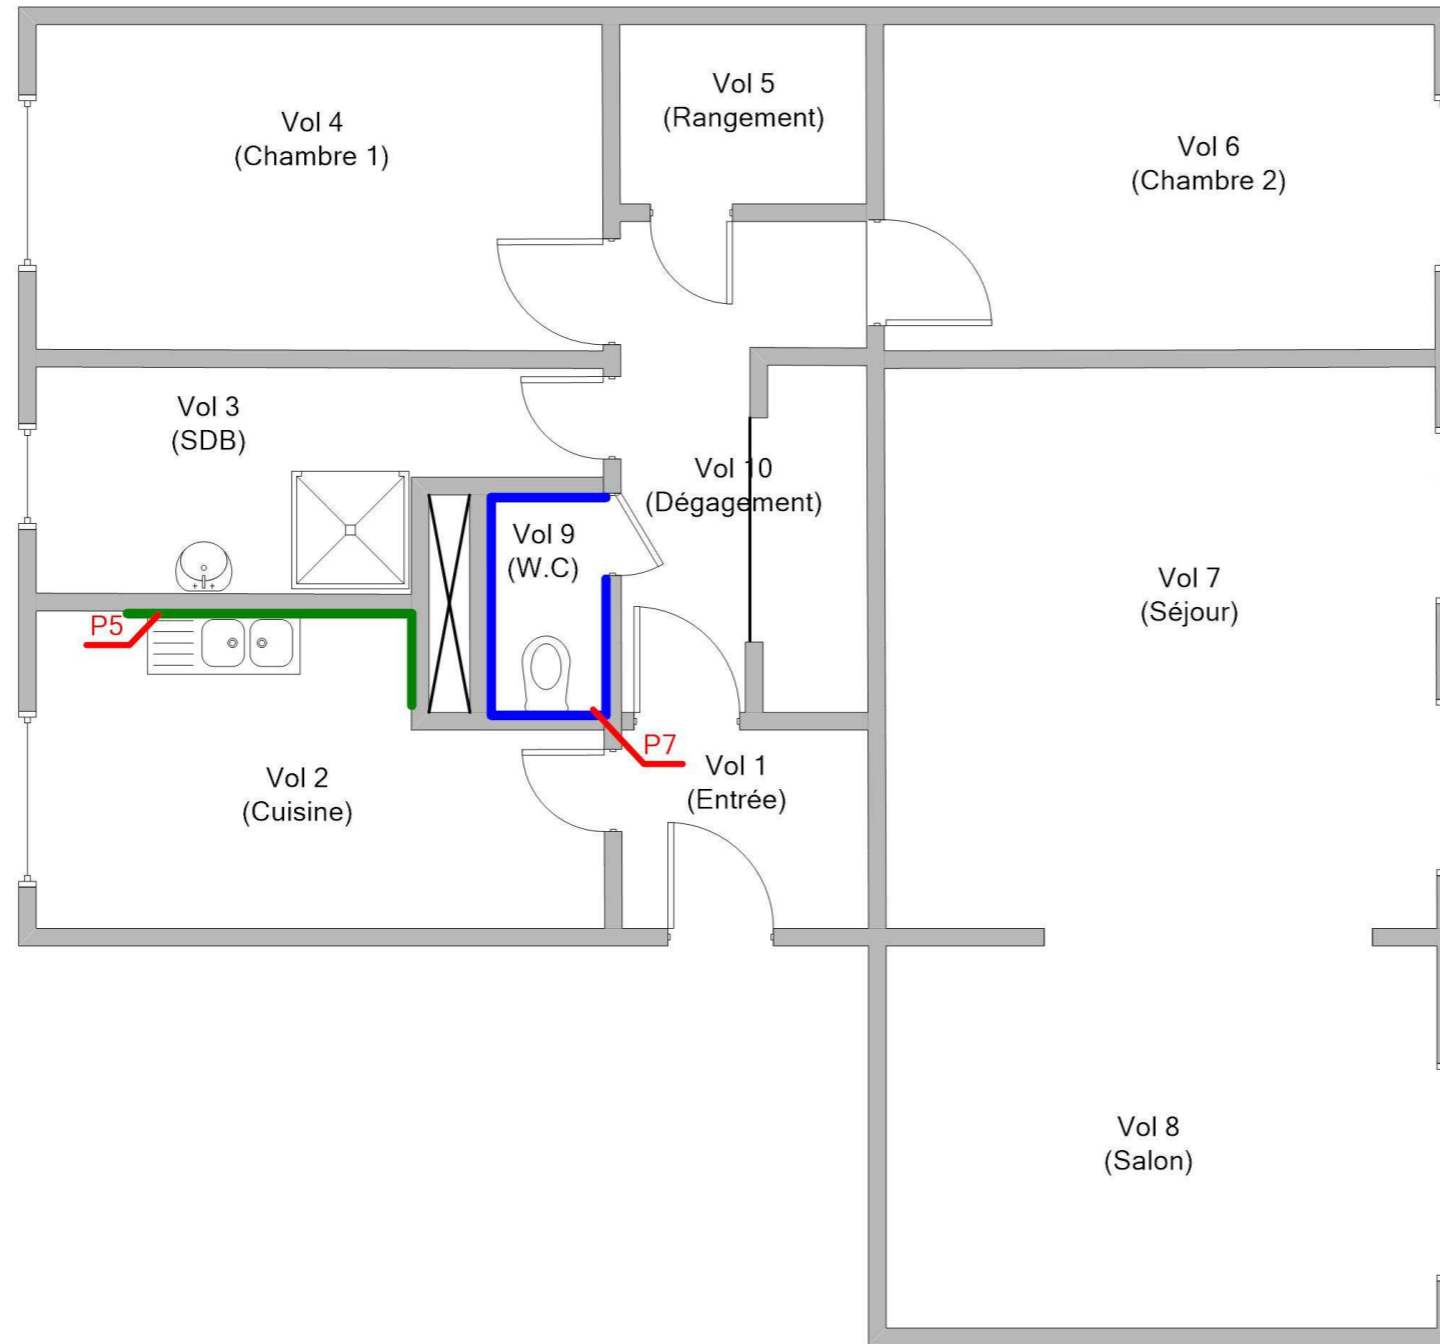 Vol 5
(Rangement)
Vol 4
(Chambre 1)
Vol 6
(Chambre 2)
Vol 3
(SDB)
Vol 10
(Dégagement)
Vol 9
(W.C)
Vol 7
(Séjour)
P5
P7
Vol 2
(Cuisine)
Vol 1
(Entrée)
Vol 8
(Salon)